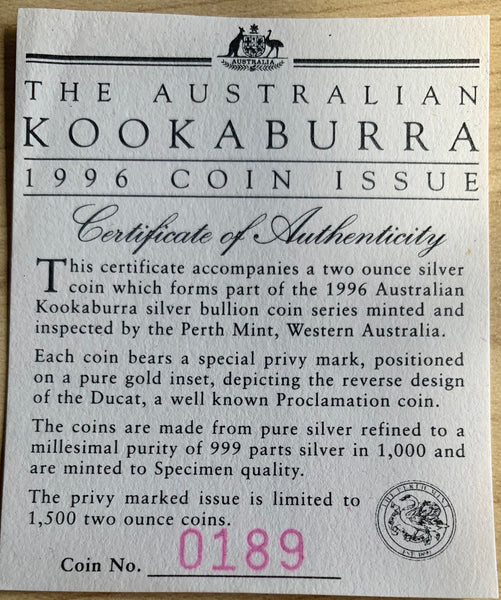 AUSTRALIA
THE AUSTRALIAN
KOOKABURRA
1996 COIN ISSUE
Certificate of Authenticity
This certificate accompanies a two ounce silver
coin which forms part of the 1996 Australian
Kookaburra silver bullion coin series minted and
inspected by the Perth Mint, Western Australia.
Each coin bears a special privy mark, positioned
on a pure gold inset, depicting the reverse design
of the Ducat, a well known Proclamation coin.
The coins are made from pure silver refined to a
millesimal purity of 999 parts silver in 1,000 and
are minted to Specimen quality.
The privy marked issue is limited to
1,500 two ounce coins.
THE PERTH MINT
Coin No. 0189